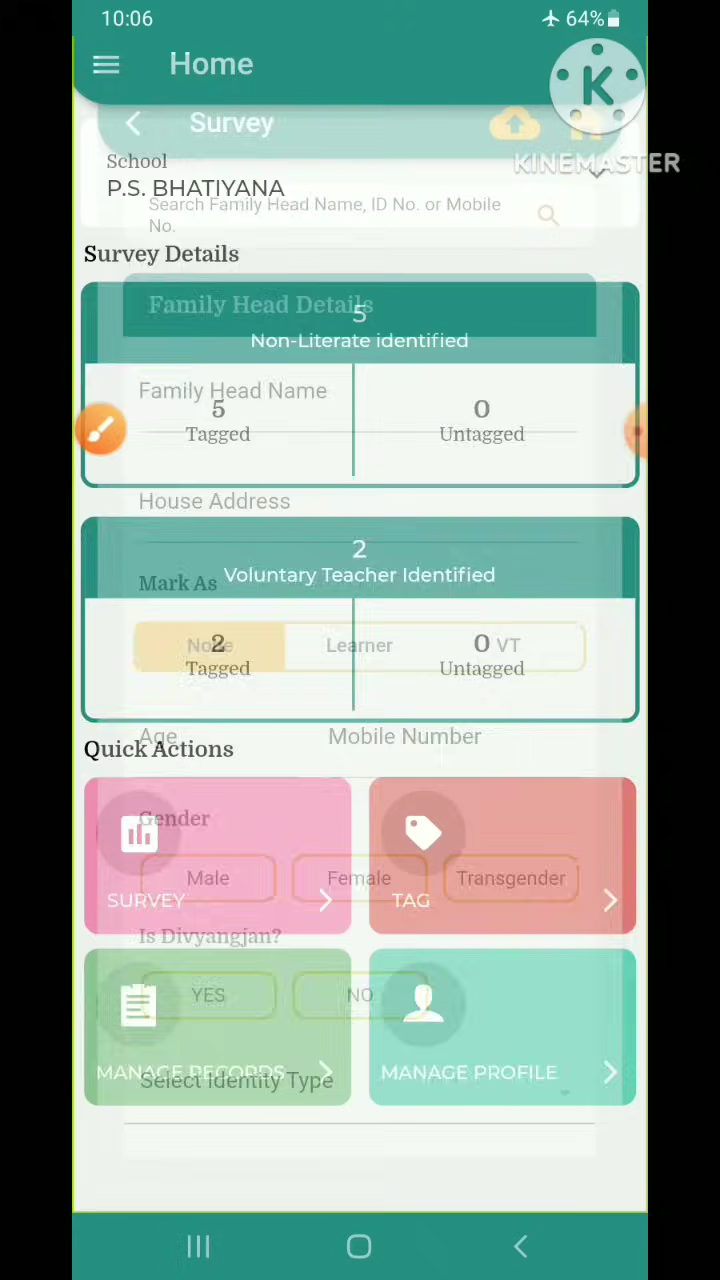 10:06
64%
Home
K
KINEMASTER
Survey
School
P.S. BHATIYANA
Search Family Head Name, ID No. or Mobile
No.
Survey Details
Family Head Details
5
Non-Literate identified
Family Head Name
5
Tagged
0
Untagged
House Address
2
Voluntary Teacher Identified
Mark As
None
Learner
VT
2
Tagged
0
Untagged
Age
Mobile Number
Quick Actions
Gender
Male
Female
Transgender
SURVEY
TAG
Is Divyangjan?
YES
NO
MANAGE RECORDS
MANAGE PROFILE
Select Identity Type